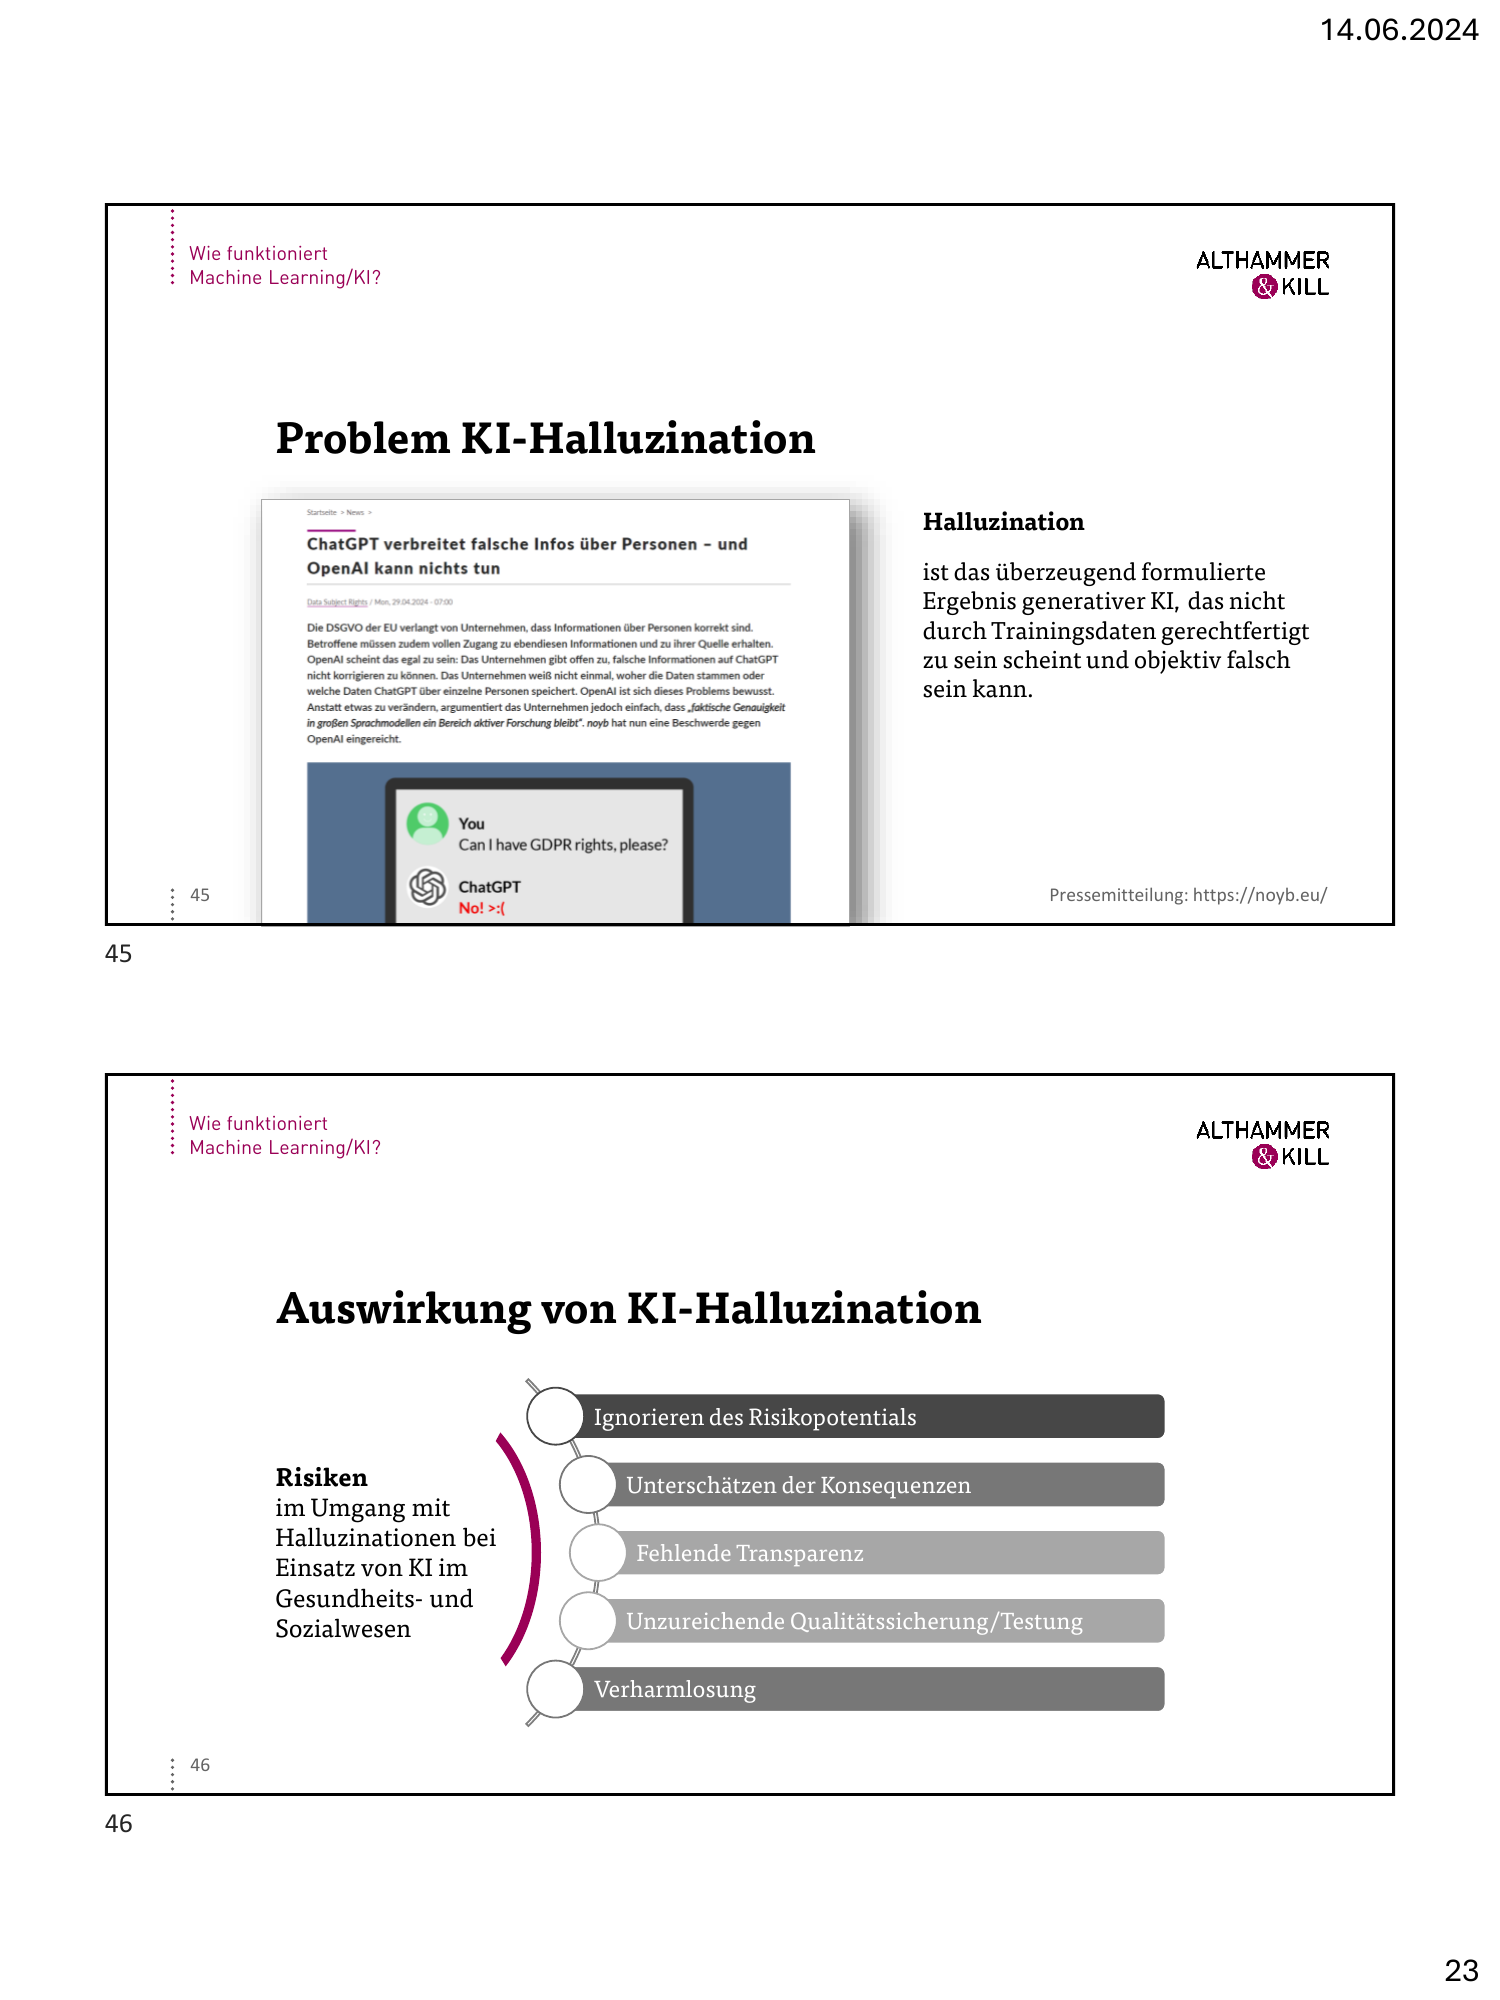 14.06.2024
Wie funktioniert
Machine Learning/KI?
ALTHAMMER
& KILL
Problem KI-Halluzination
Startseite > News >
ChatGPT verbreitet falsche Infos über Personen – und
OpenAI kann nichts tun
Data Subject Rights / Mon, 29.04.2024 - 07:00
Die DSGVO der EU verlangt von Unternehmen, dass Informationen über Personen korrekt sind.
Betroffene müssen zudem vollen Zugang zu ebendiesen Informationen und zu ihrer Quelle erhalten.
OpenAI scheint das egal zu sein: Das Unternehmen gibt offen zu, falsche Informationen auf ChatGPT
nicht korrigieren zu können. Das Unternehmen weiß nicht einmal, woher die Daten stammen oder
welche Daten ChatGPT über einzelne Personen speichert. OpenAI ist sich dieses Problems bewusst.
Anstatt etwas zu verändern, argumentiert das Unternehmen jedoch einfach, dass „faktische Genauigkeit
in großen Sprachmodellen ein Bereich aktiver Forschung bleibt“. noyb hat nun eine Beschwerde gegen
OpenAI eingereicht.
You
Can I have GDPR rights, please?
ChatGPT
No! >:(
Halluzination
ist das überzeugend formulierte
Ergebnis generativer KI, das nicht
durch Trainingsdaten gerechtfertigt
zu sein scheint und objektiv falsch
sein kann.
45
Pressemitteilung: https://noyb.eu/
45
Wie funktioniert
Machine Learning/KI?
ALTHAMMER
& KILL
Auswirkung von KI-Halluzination
Risiken
im Umgang mit
Halluzinationen bei
Einsatz von KI im
Gesundheits- und
Sozialwesen
Ignorieren des Risikopotentials
Unterschätzen der Konsequenzen
Fehlende Transparenz
Unzureichende Qualitätssicherung/Testung
Verharmlosung
46
46
23